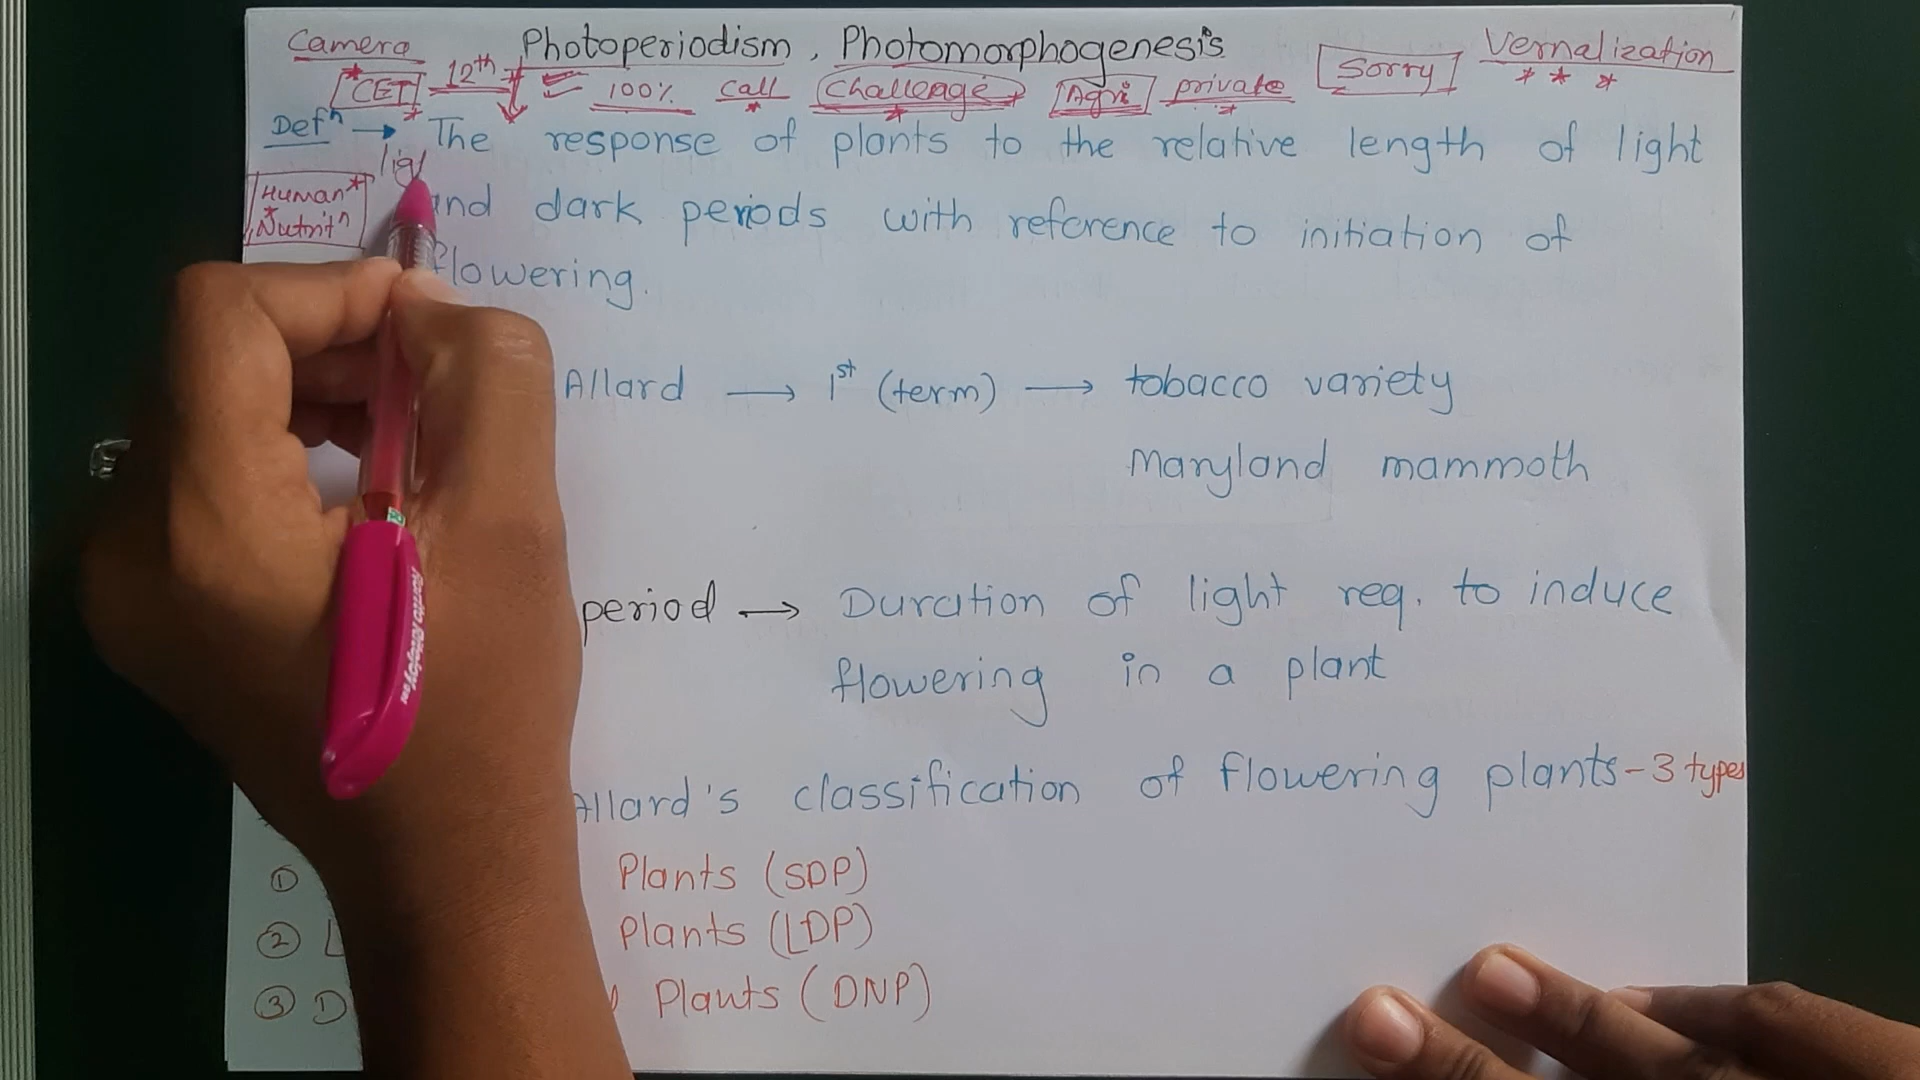 Camera Photoperiodism, Photomorphogenesis Sorry Vernalization
CET 12th 100% Call Challenge Agri private
Defn → The response of plants to the relative length of light
lig
Human
Nutritn
and dark periods with reference to initiation of
flowering.
Allard → 1st (term) → tobacco variety
Maryland mammoth
period → Duration of light req. to induce
flowering in a plant
Allard's classification of flowering plants - 3 types
① Plants (SDP)
② L Plants (LDP)
③ D l Plants (DNP)